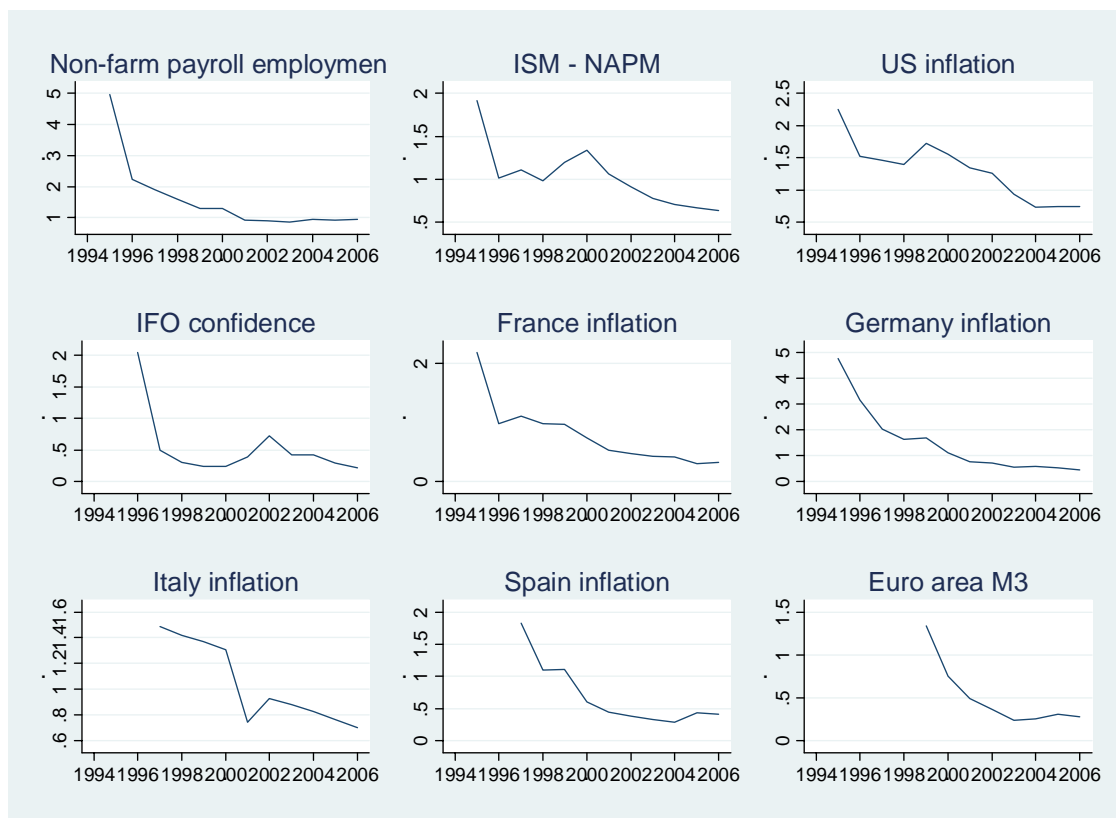 Non-farm payroll employmen
5
4
3
2
1
.
1994 1996 1998 2000 2002 2004 2006
ISM - NAPM
2
1.5
1
.5
.
1994 1996 1998 2000 2002 2004 2006
US inflation
2.5
2
1.5
1
.5
.
1994 1996 1998 2000 2002 2004 2006
IFO confidence
2
1.5
1
.5
0
.
1994 1996 1998 2000 2002 2004 2006
France inflation
2
0
.
1994 1996 1998 2000 2002 2004 2006
Germany inflation
5
4
3
2
1
0
.
1994 1996 1998 2000 2002 2004 2006
Italy inflation
1.6
1.4
1.2
1
.8
.6
.
1994 1996 1998 2000 2002 2004 2006
Spain inflation
2
1.5
1
.5
0
.
1994 1996 1998 2000 2002 2004 2006
Euro area M3
1.5
1
.5
0
.
1994 1996 1998 2000 2002 2004 2006